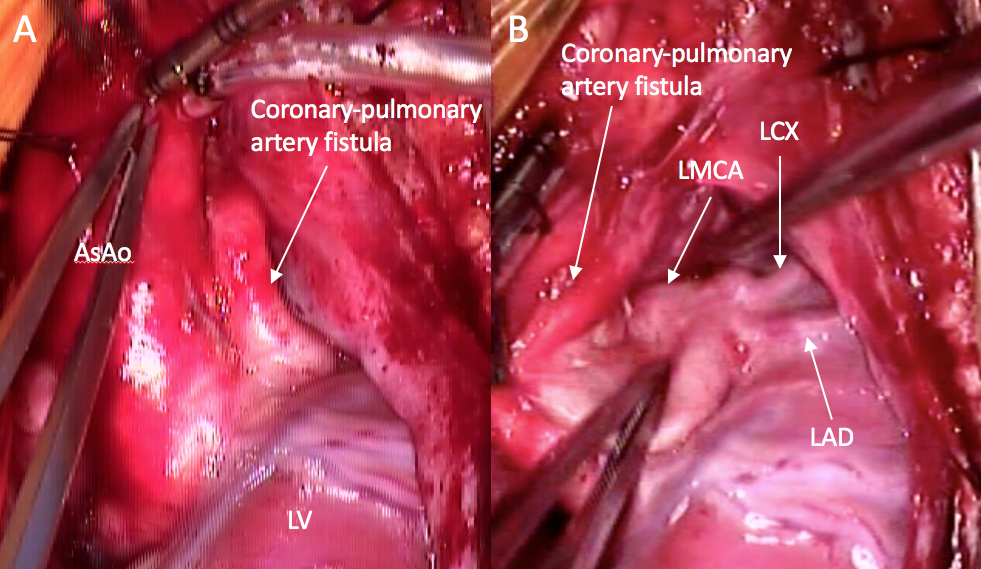 A
Coronary-pulmonary
artery fistula
AsAo
LV
B
Coronary-pulmonary
artery fistula
LCX
LMCA
LAD